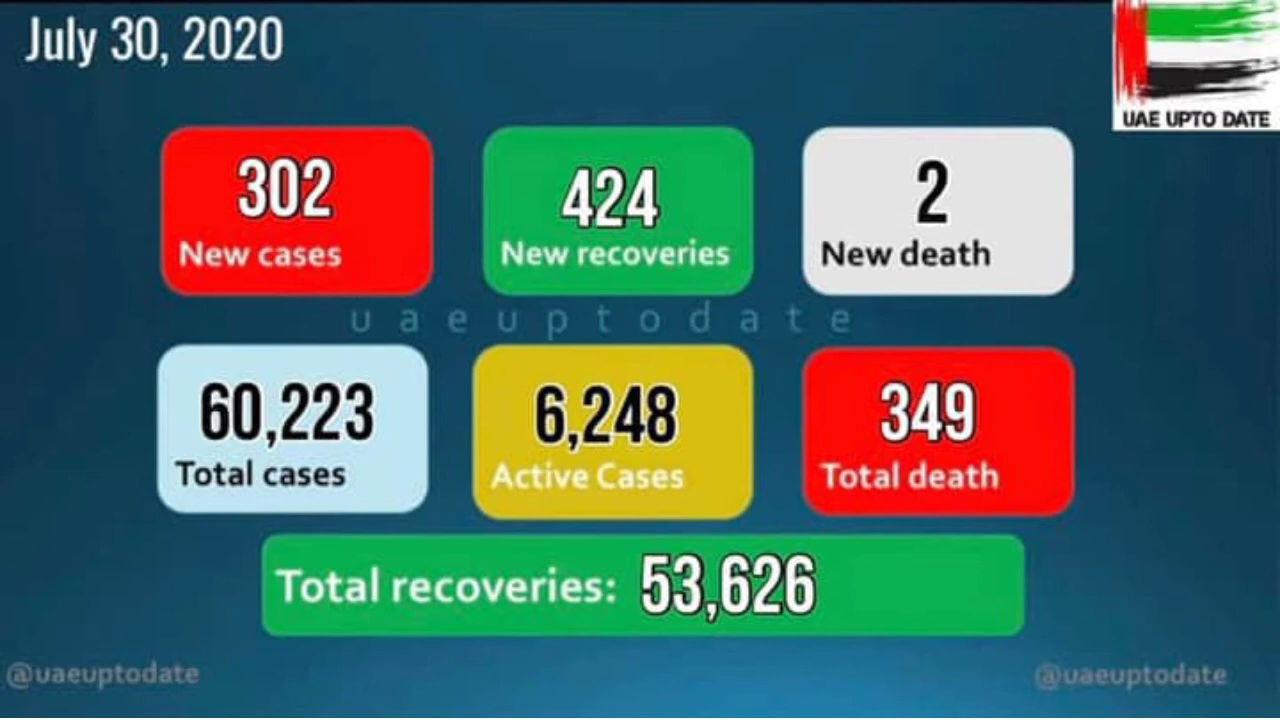 July 30, 2020
UAE UPTO DATE
302
New cases
424
New recoveries
2
New death
uaeuptodate
60,223
Total cases
6,248
Active Cases
349
Total death
Total recoveries: 53,626
@uaeuptodate
@uaeuptodate